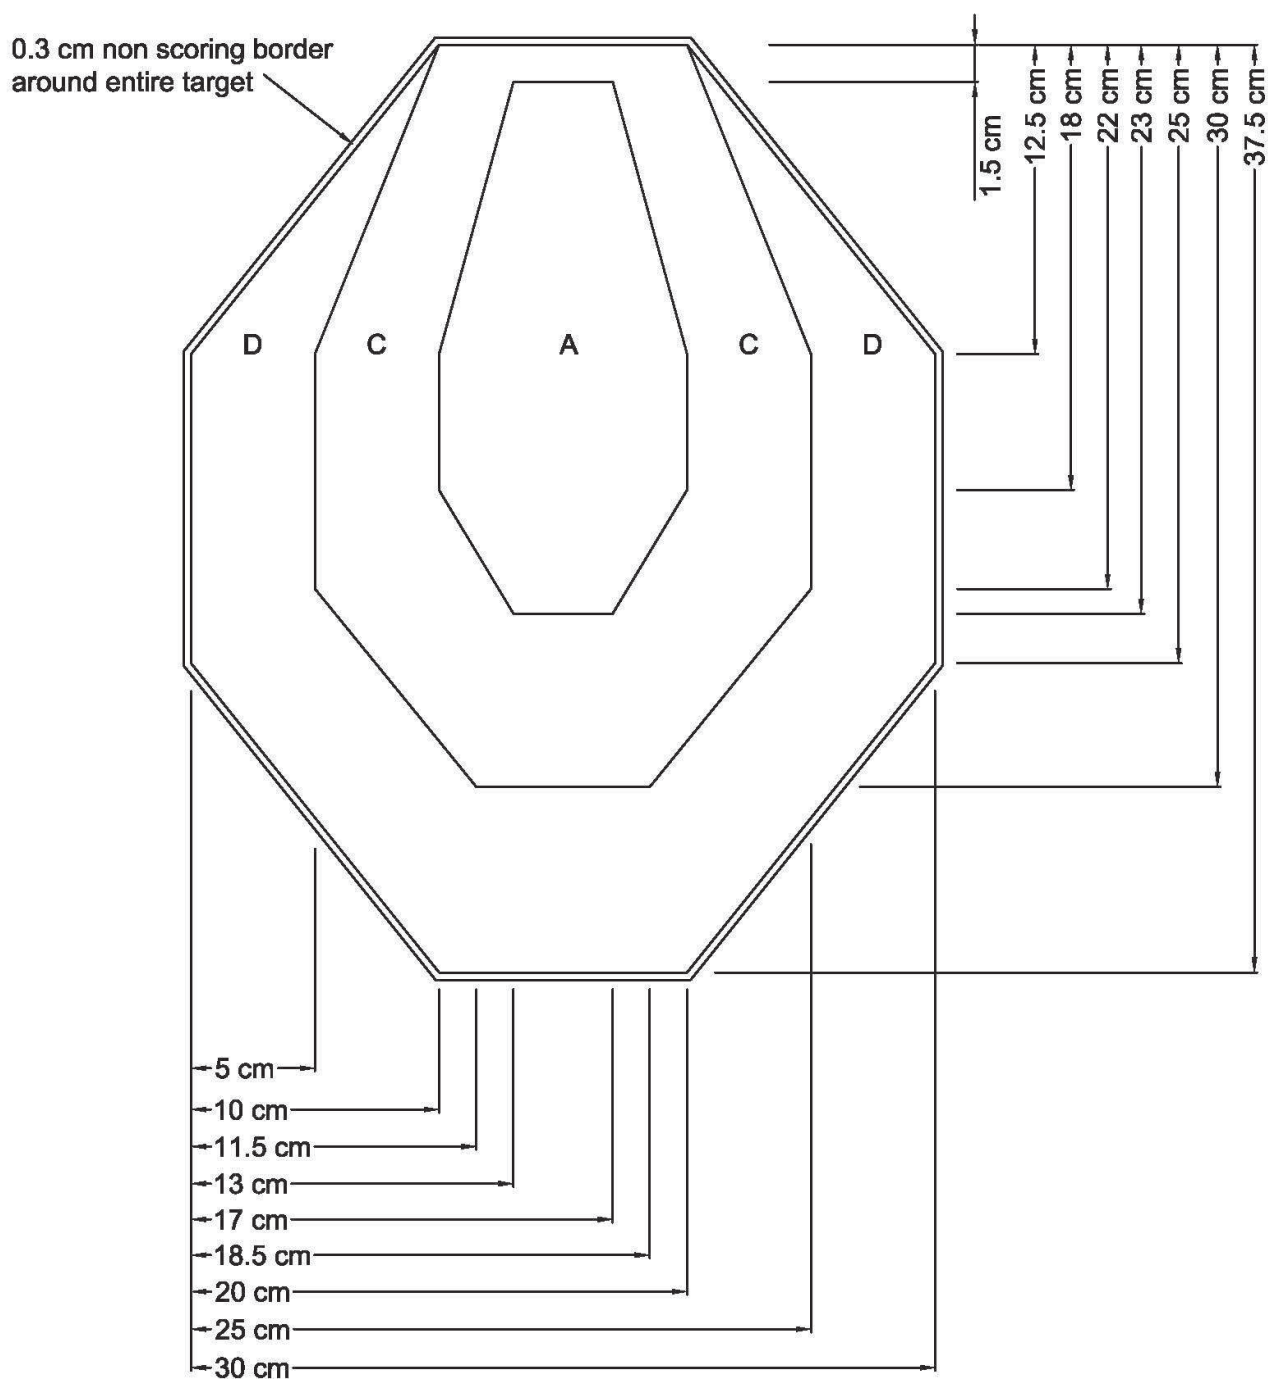 0.3 cm non scoring border
around entire target
1.5 cm
12.5 cm
18 cm
22 cm
23 cm
25 cm
30 cm
37.5 cm
D
C
A
C
D
5 cm
10 cm
11.5 cm
13 cm
17 cm
18.5 cm
20 cm
25 cm
30 cm